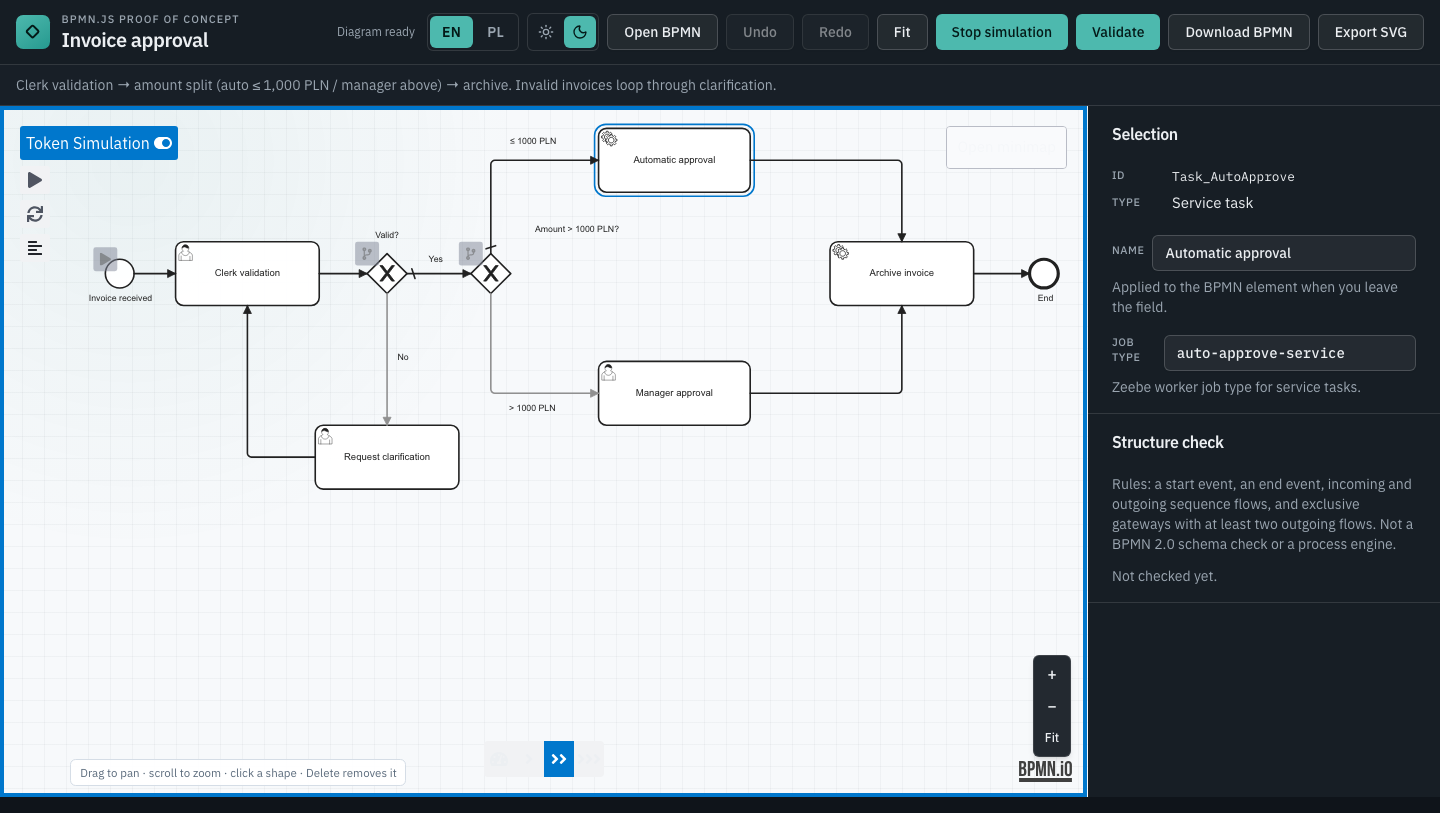 BPMN.JS PROOF OF CONCEPT
Invoice approval
Diagram ready
EN
PL
Open BPMN
Undo
Redo
Fit
Stop simulation
Validate
Download BPMN
Export SVG
Clerk validation → amount split (auto ≤ 1,000 PLN / manager above) → archive. Invalid invoices loop through clarification.
Token Simulation
≤ 1000 PLN
Automatic approval
Amount > 1000 PLN?
Valid?
Yes
Clerk validation
Invoice received
Archive invoice
End
No
Manager approval
> 1000 PLN
Request clarification
Drag to pan · scroll to zoom · click a shape · Delete removes it
+
−
Fit
BPMN.iO
Selection
ID
Task_AutoApprove
TYPE
Service task
NAME
Automatic approval
Applied to the BPMN element when you leave
the field.
JOB
TYPE
auto-approve-service
Zeebe worker job type for service tasks.
Structure check
Rules: a start event, an end event, incoming and
outgoing sequence flows, and exclusive
gateways with at least two outgoing flows. Not a
BPMN 2.0 schema check or a process engine.
Not checked yet.